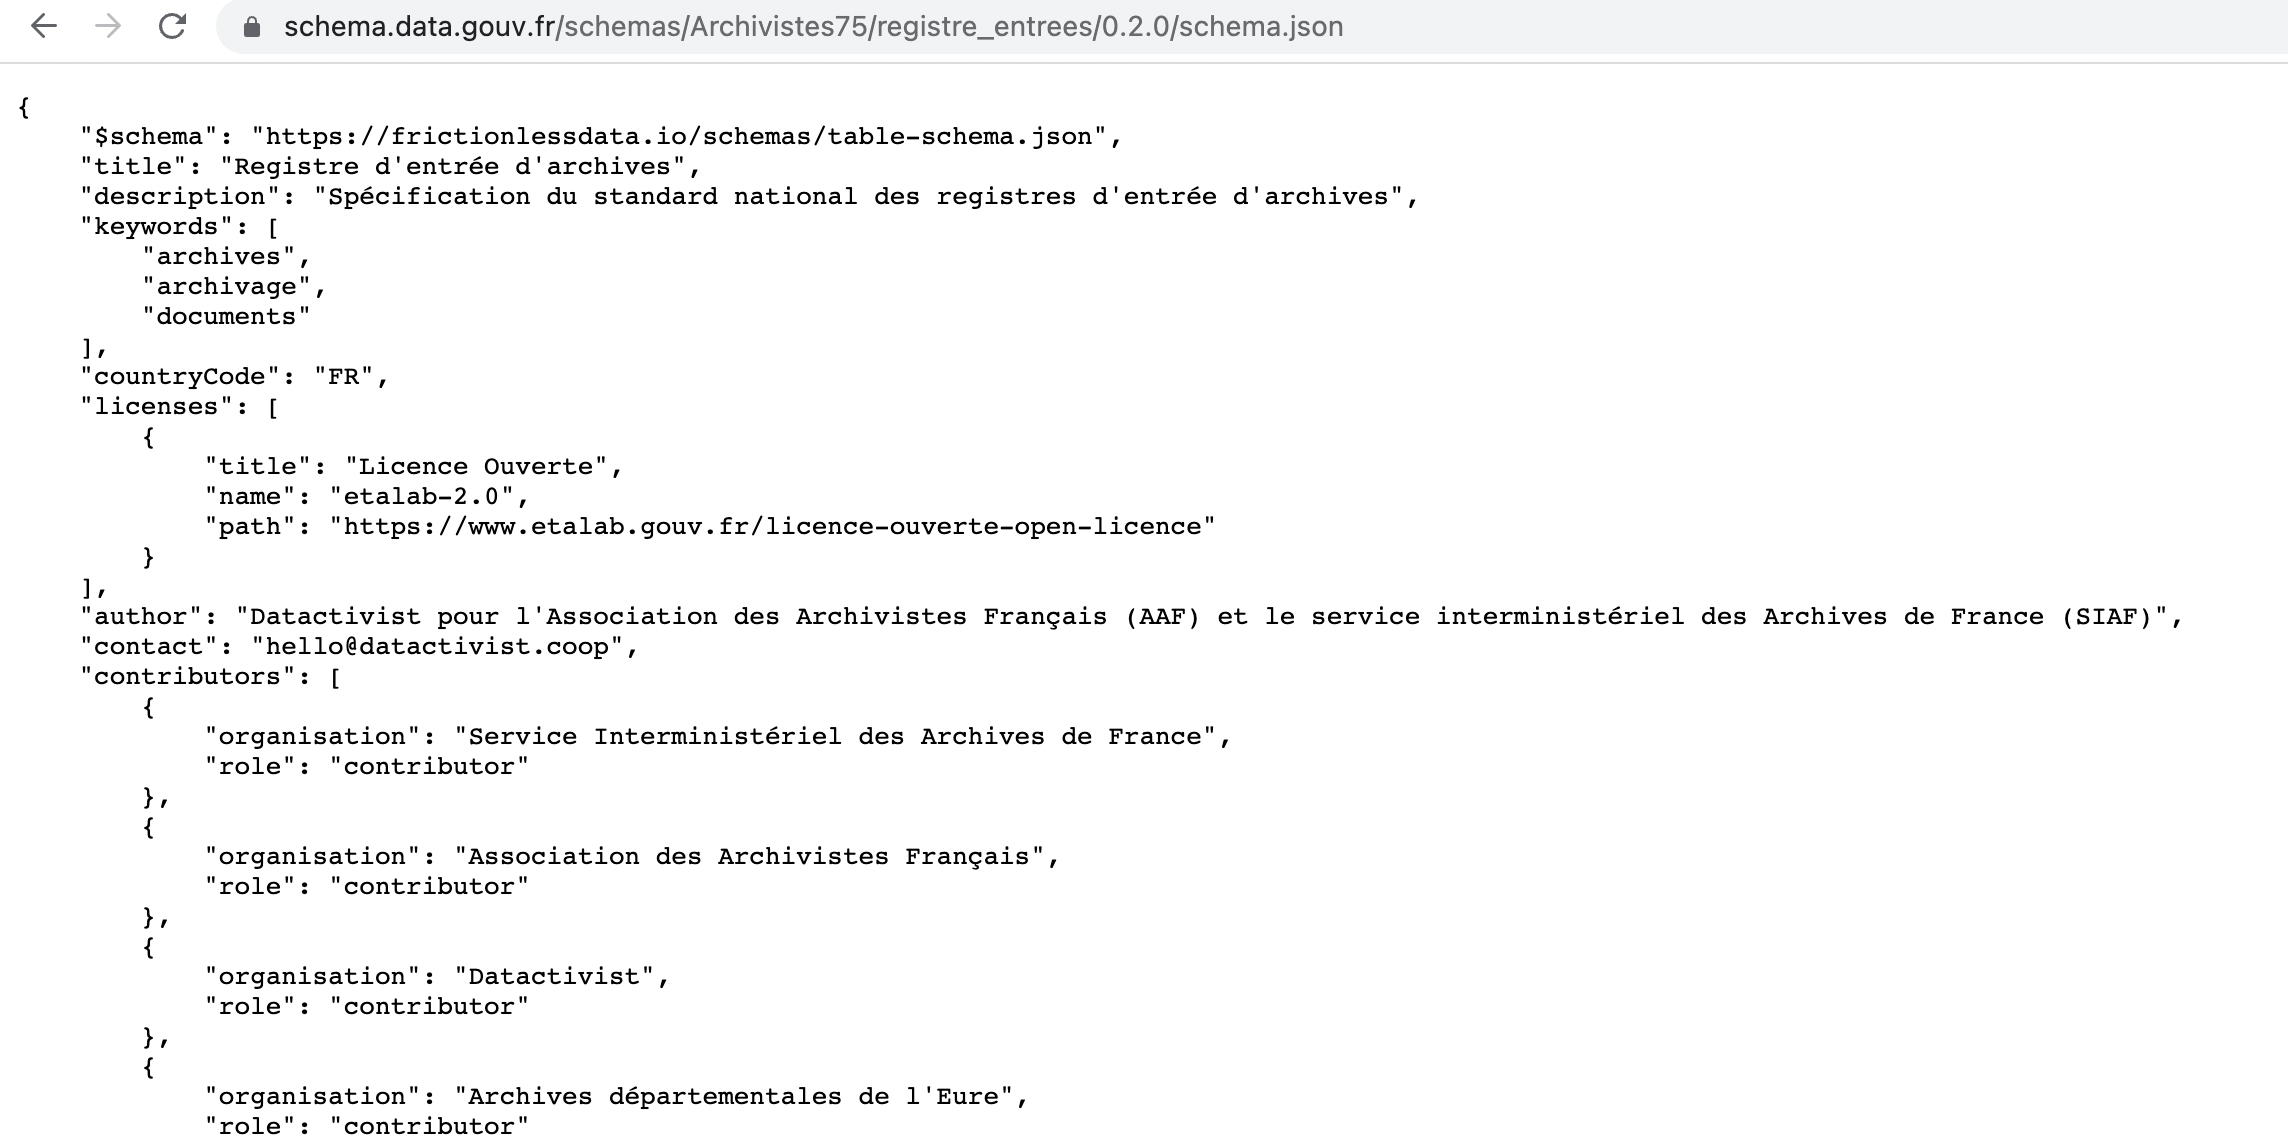 schema.data.gouv.fr/schemas/Archivistes75/registre_entrees/0.2.0/schema.json
{
    "$schema": "https://frictionlessdata.io/schemas/table-schema.json",
    "title": "Registre d'entrée d'archives",
    "description": "Spécification du standard national des registres d'entrée d'archives",
    "keywords": [
        "archives",
        "archivage",
        "documents"
    ],
    "countryCode": "FR",
    "licenses": [
        {
            "title": "Licence Ouverte",
            "name": "etalab-2.0",
            "path": "https://www.etalab.gouv.fr/licence-ouverte-open-licence"
        }
    ],
    "author": "Datactivist pour l'Association des Archivistes Français (AAF) et le service interministériel des Archives de France (SIAF)",
    "contact": "hello@datactivist.coop",
    "contributors": [
        {
            "organisation": "Service Interministériel des Archives de France",
            "role": "contributor"
        },
        {
            "organisation": "Association des Archivistes Français",
            "role": "contributor"
        },
        {
            "organisation": "Datactivist",
            "role": "contributor"
        },
        {
            "organisation": "Archives départementales de l'Eure",
            "role": "contributor"